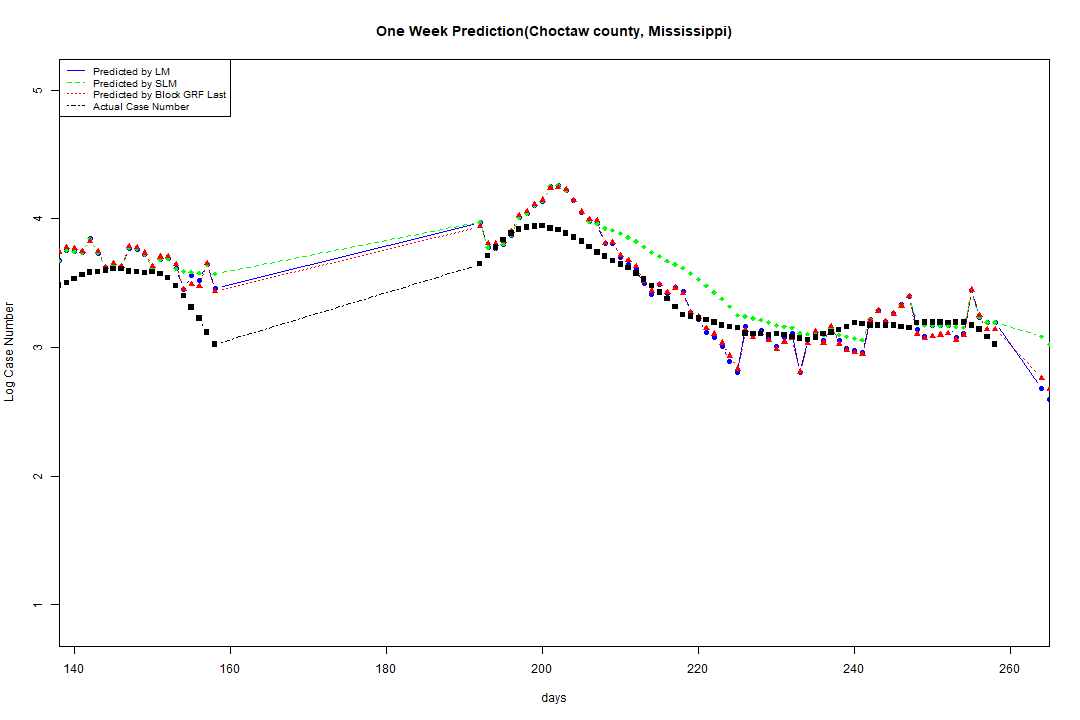 One Week Prediction(Choctaw county, Mississippi)
Predicted by LM
Predicted by SLM
Predicted by Block GRF Last
Actual Case Number
5
4
3
2
1
Log Case Number
140 160 180 200 220 240 260
days